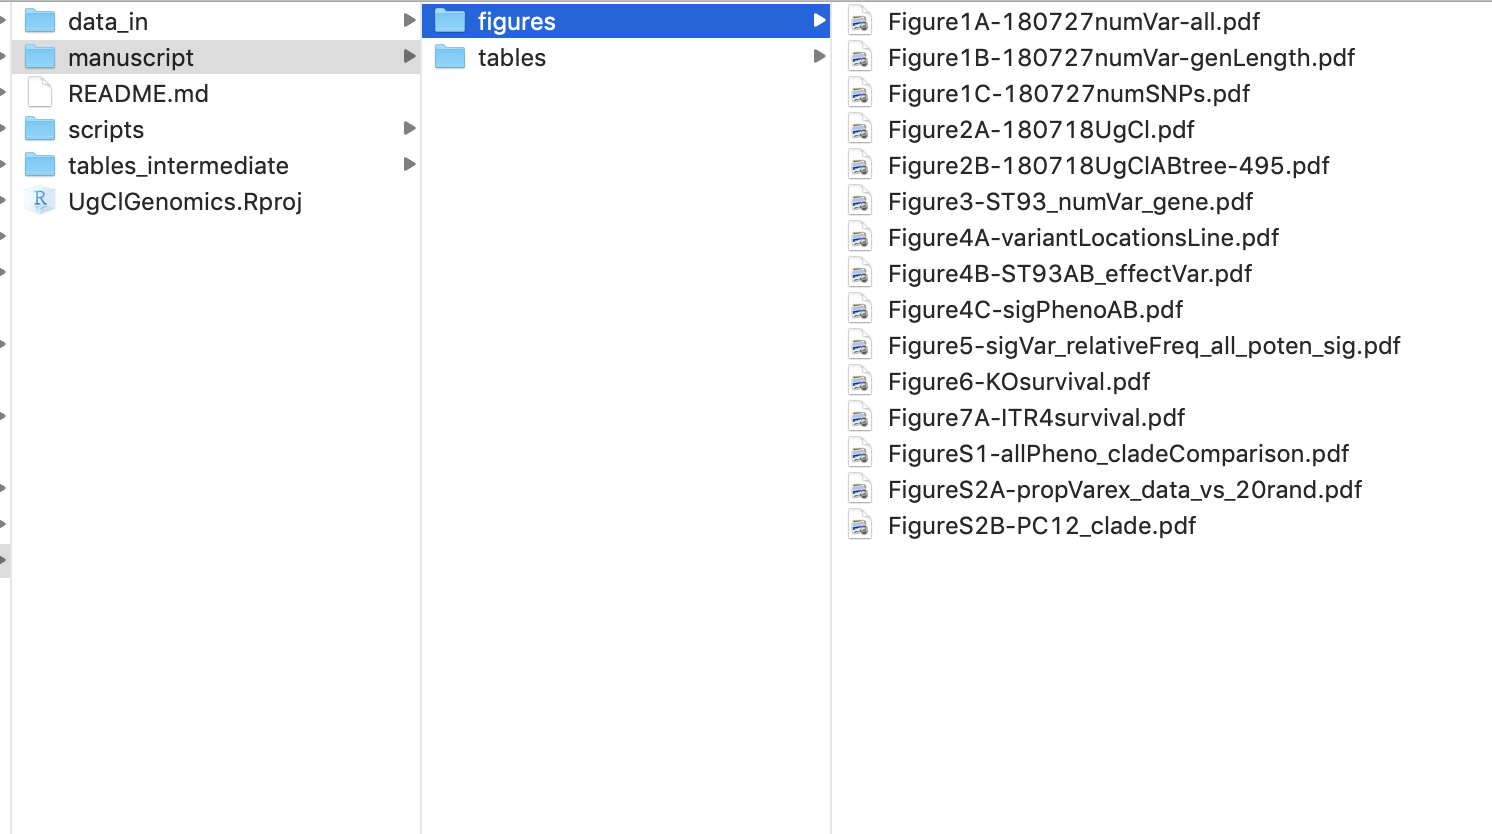 data_in
manuscript
README.md
scripts
tables_intermediate
R
UgClGenomics.Rproj
figures
tables
Figure1A-180727numVar-all.pdf
Figure1B-180727numVar-genLength.pdf
Figure1C-180727numSNPs.pdf
Figure2A-180718UgCl.pdf
Figure2B-180718UgClABtree-495.pdf
Figure3-ST93_numVar_gene.pdf
Figure4A-variantLocationsLine.pdf
Figure4B-ST93AB_effectVar.pdf
Figure4C-sigPhenoAB.pdf
Figure5-sigVar_relativeFreq_all_poten_sig.pdf
Figure6-KOsurvival.pdf
Figure7A-ITR4survival.pdf
FigureS1-allPheno_cladeComparison.pdf
FigureS2A-propVarex_data_vs_20rand.pdf
FigureS2B-PC12_clade.pdf